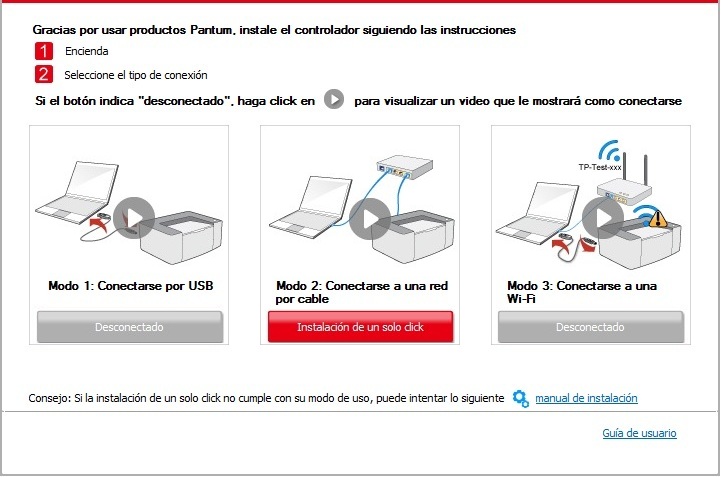 Gracias por usar productos Pantum, instale el controlador siguiendo las instrucciones
1 Encienda
2 Seleccione el tipo de conexión
Si el botón indica "desconectado", haga click en para visualizar un video que le mostrará como conectarse
TP-Test-xxx
Modo 1: Conectarse por USB
Desconectado
Modo 2: Conectarse a una red
por cable
Instalación de un solo click
Modo 3: Conectarse a una
Wi-Fi
Desconectado
Consejo: Si la instalación de un solo click no cumple con su modo de uso, puede intentar lo siguiente manual de instalación
Guía de usuario